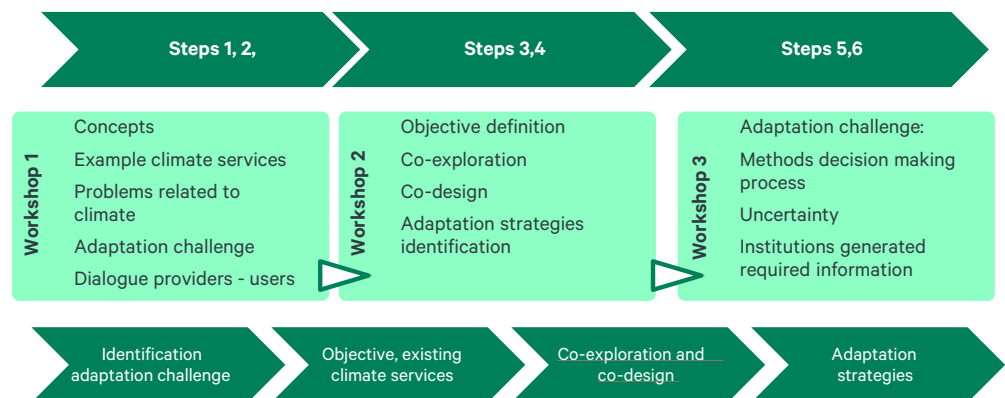 Steps 1, 2,
Steps 3,4
Steps 5,6
Workshop 1
Concepts
Example climate services
Problems related to
climate
Adaptation challenge
Dialogue providers - users
Workshop 2
Objective definition
Co-exploration
Co-design
Adaptation strategies
identification
Workshop 3
Adaptation challenge:
Methods decision making
process
Uncertainty
Institutions generated
required information
Identification
adaptation challenge
Objective, existing
climate services
Co-exploration and
co-design
Adaptation
strategies